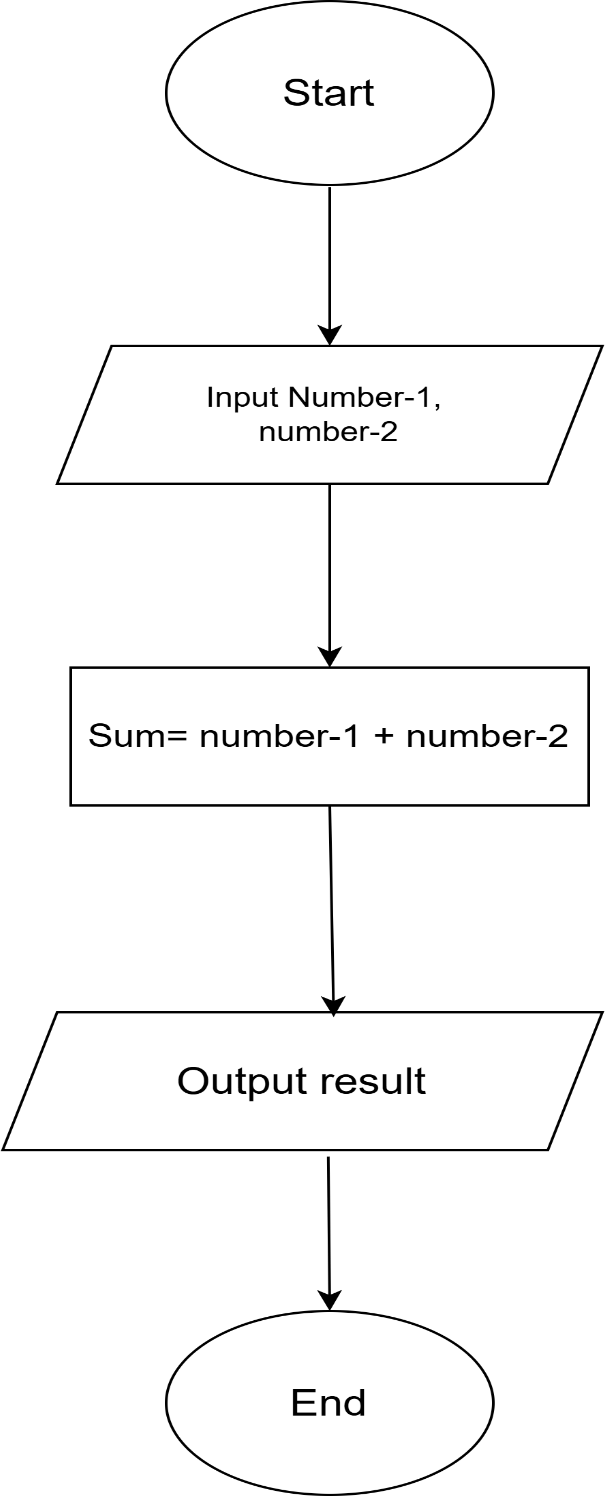 Start
Input Number-1,
number-2
Sum= number-1 + number-2
Output result
End